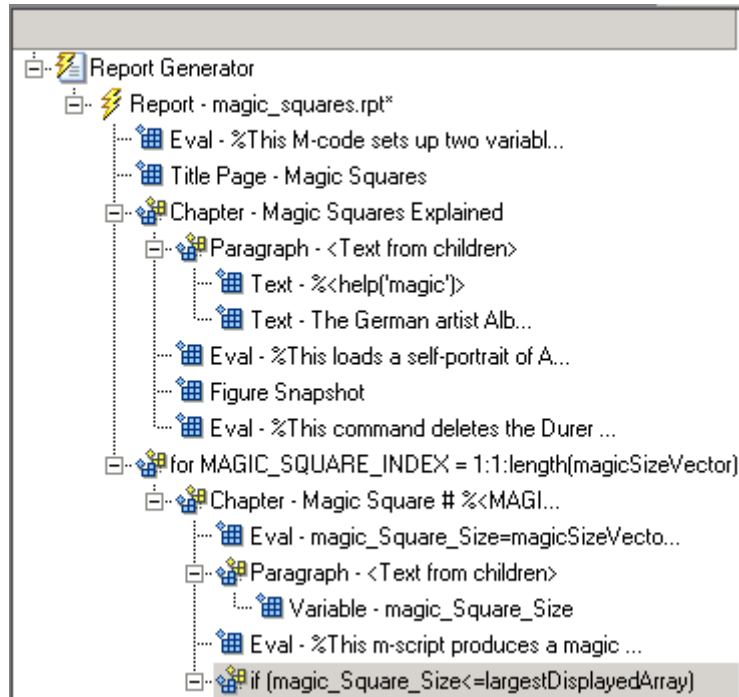 Report Generator
Report - magic_squares.rpt*
Eval - %This M-code sets up two variabl...
Title Page - Magic Squares
Chapter - Magic Squares Explained
Paragraph - <Text from children>
Text - %<help('magic')>
Text - The German artist Alb...
Eval - %This loads a self-portrait of A...
Figure Snapshot
Eval - %This command deletes the Durer ...
for MAGIC_SQUARE_INDEX = 1:1:length(magicSizeVector)
Chapter - Magic Square # %<MAGI...
Eval - magic_Square_Size=magicSizeVecto...
Paragraph - <Text from children>
Variable - magic_Square_Size
Eval - %This m-script produces a magic ...
if (magic_Square_Size<=largestDisplayedArray)